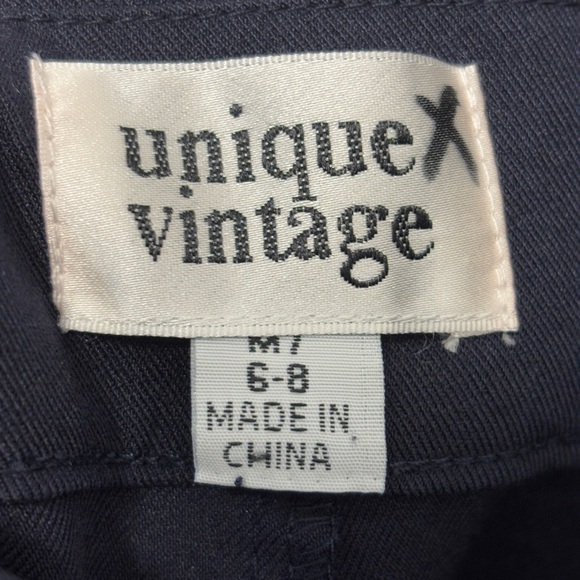 unique
vintage
M/
6-8
MADE IN
CHINA